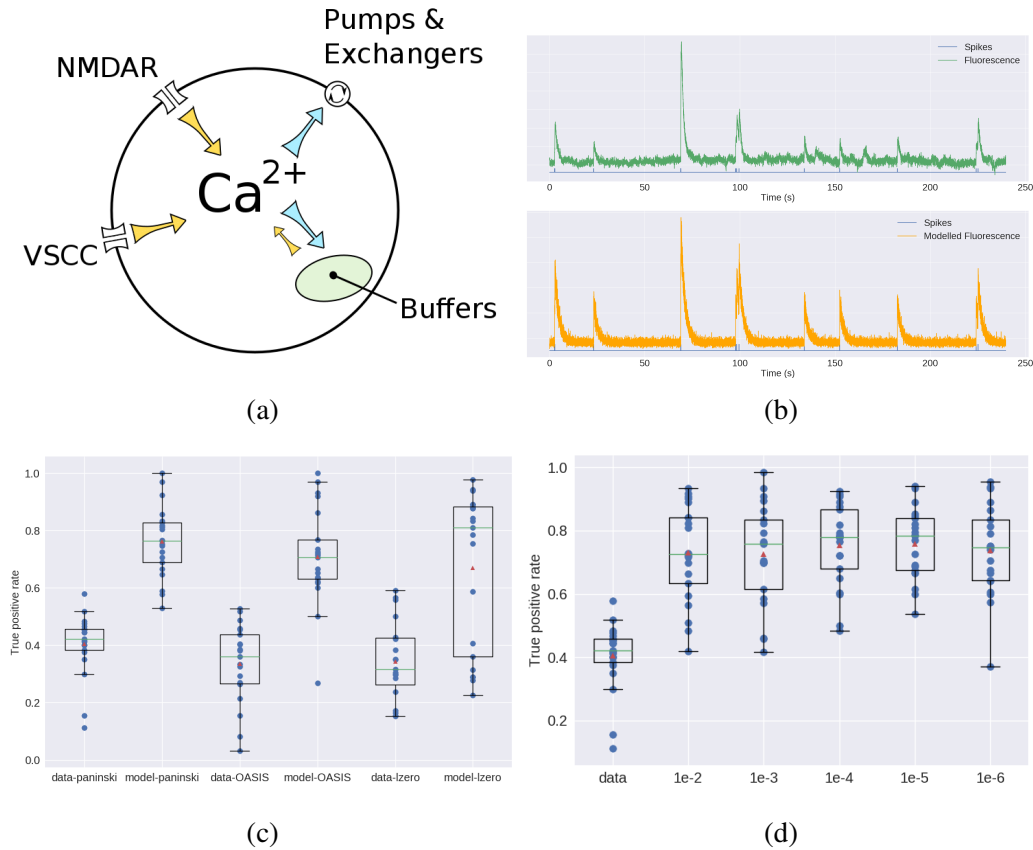 Pumps &
Exchangers
NMDAR
Ca2+
VSCC
Buffers
(a)
Spikes
Fluorescence
0 50 100 150 200 250
Time (s)
Spikes
Modelled Fluorescence
0 50 100 150 200 250
Time (s)
(b)
True positive rate
1.0
0.8
0.6
0.4
0.2
0.0
data-paninski model-paninski data-OASIS model-OASIS data-lzero model-lzero
(c)
True positive rate
1.0
0.8
0.6
0.4
0.2
data 1e-2 1e-3 1e-4 1e-5 1e-6
(d)